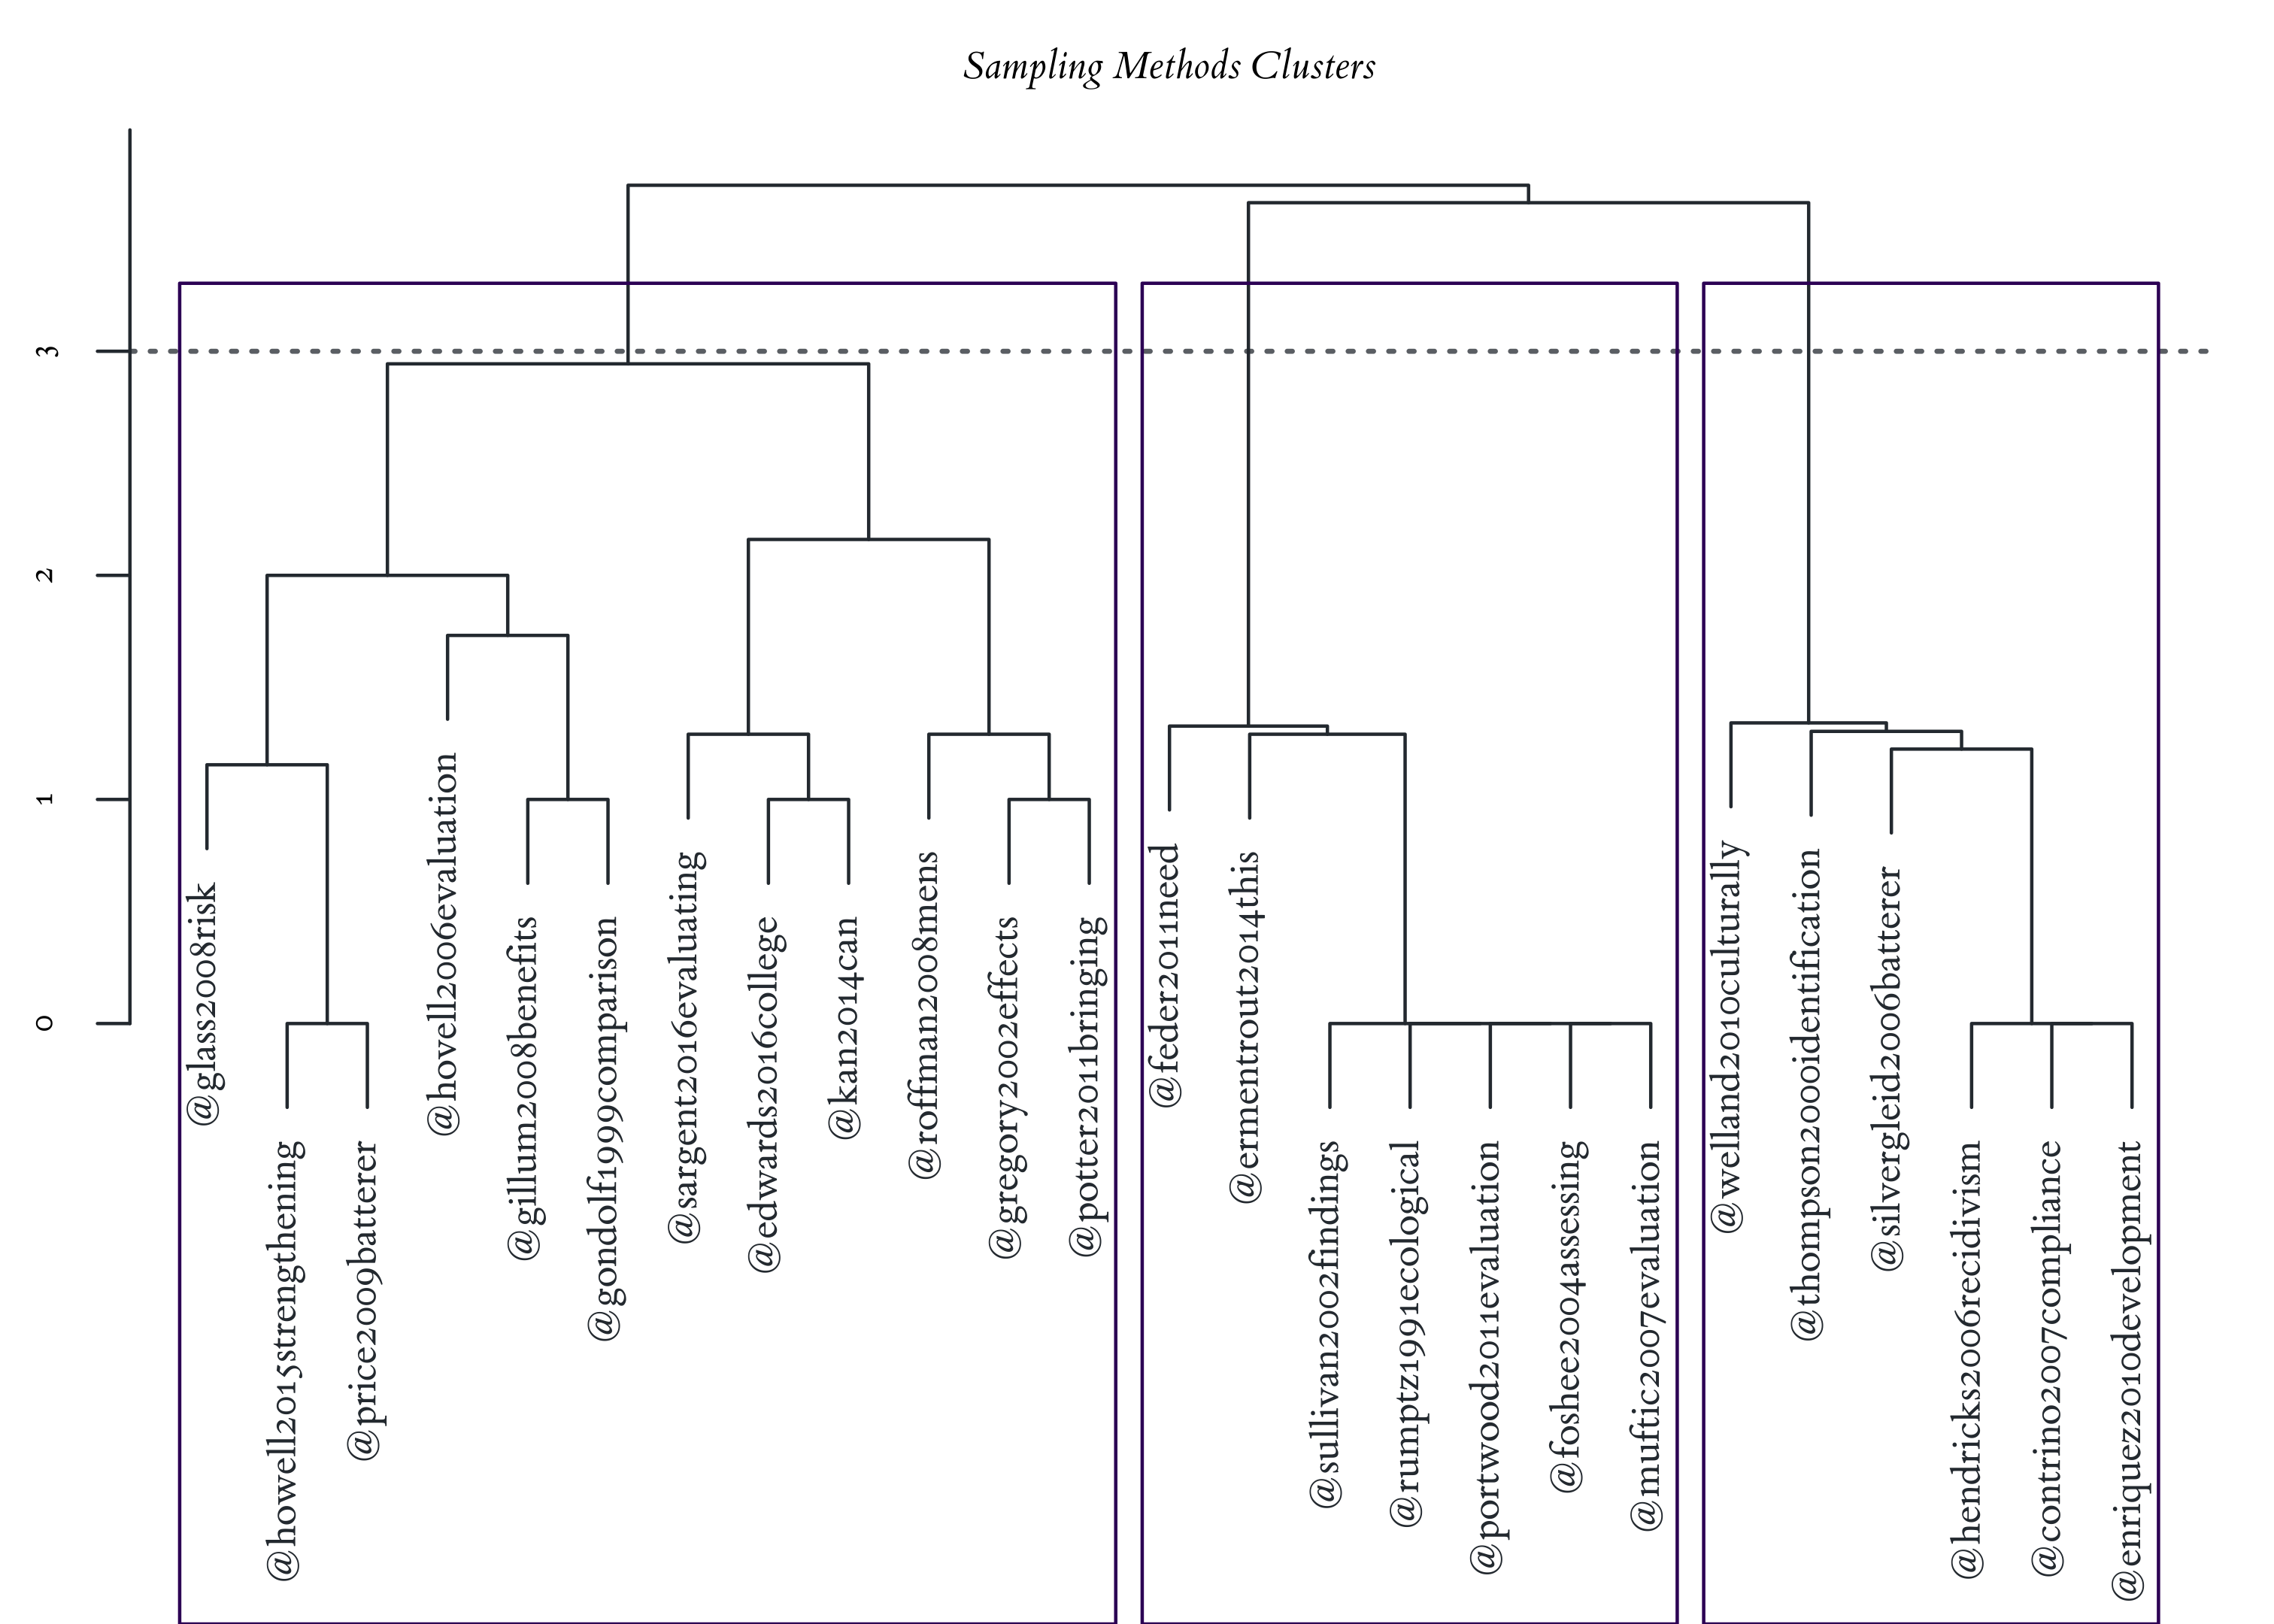 Sampling Methods Clusters
3
2
1
0
@glass2008risk
@howell2015strengthening
@price2009batterer
@hovell2006evaluation
@gillum2008benefits
@gondolf1999comparison
@sargent2016evaluating
@edwards2016college
@kan2014can
@roffman2008mens
@gregory2002effects
@potter2011bringing
@feder2011need
@ermentrout2014this
@sullivan2002findings
@rumptz1991ecological
@portwood2011evaluation
@foshee2004assessing
@muftic2007evaluation
@welland2010culturally
@thompson2000identification
@silvergleid2006batterer
@hendricks2006recidivism
@contrino2007compliance
@enriquez2010development